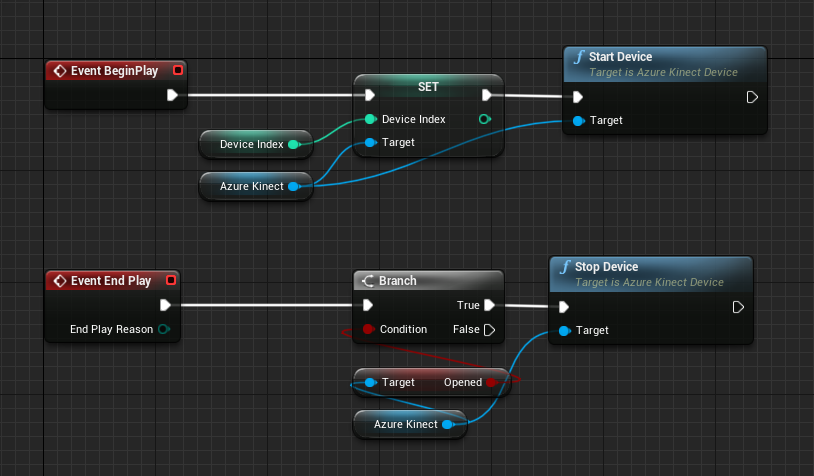 Event BeginPlay
SET
Device Index
Target
Device Index
Azure Kinect
Start Device
Target is Azure Kinect Device
Target
Event End Play
End Play Reason
Branch
True
Condition
False
Target
Opened
Azure Kinect
Stop Device
Target is Azure Kinect Device
Target